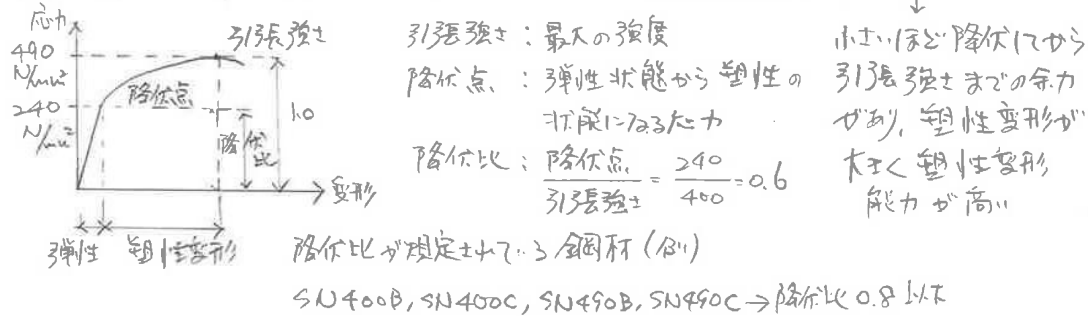 応力
490
N/mm²
240
N/mm²
引張強さ
降伏点
降伏比
1.0
変形
弾性 塑性変形
引張強さ：最大の強度
降伏点：弾性状態から塑性の
状態になる応力
降伏比：降伏点/引張強さ = 240/400 = 0.6
↓
小さいほど降伏してから
引張強さまでの余力
があり、塑性変形が
大きく塑性変形
能力が高い
降伏比が規定されている鋼材（例）
SN400B, SN400C, SN490B, SN490C→降伏比0.8以下